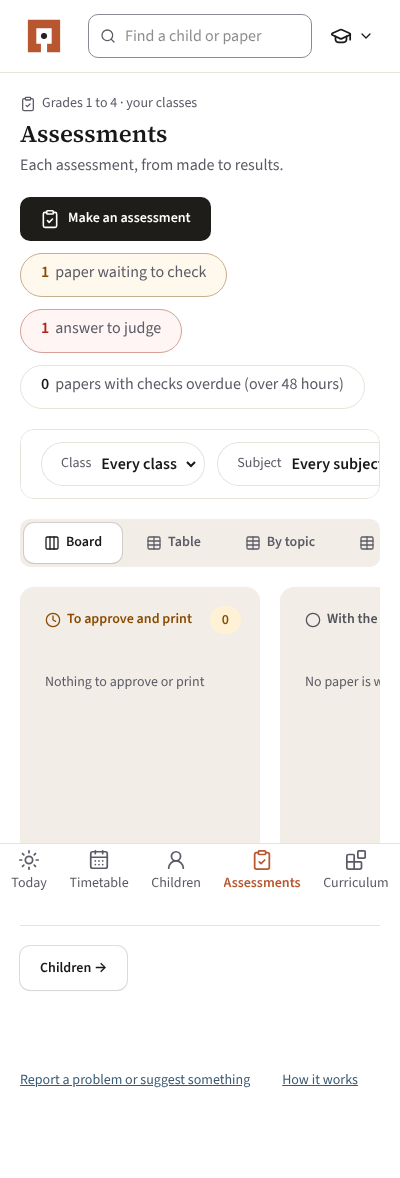 Find a child or paper
Grades 1 to 4 · your classes
Assessments
Each assessment, from made to results.
Make an assessment
1 paper waiting to check
1 answer to judge
0 papers with checks overdue (over 48 hours)
Class Every class Subject Every subject
Board Table By topic
To approve and print 0 With the
Nothing to approve or print No paper is w
Today Timetable Children Assessments Curriculum
Children →
Report a problem or suggest something How it works